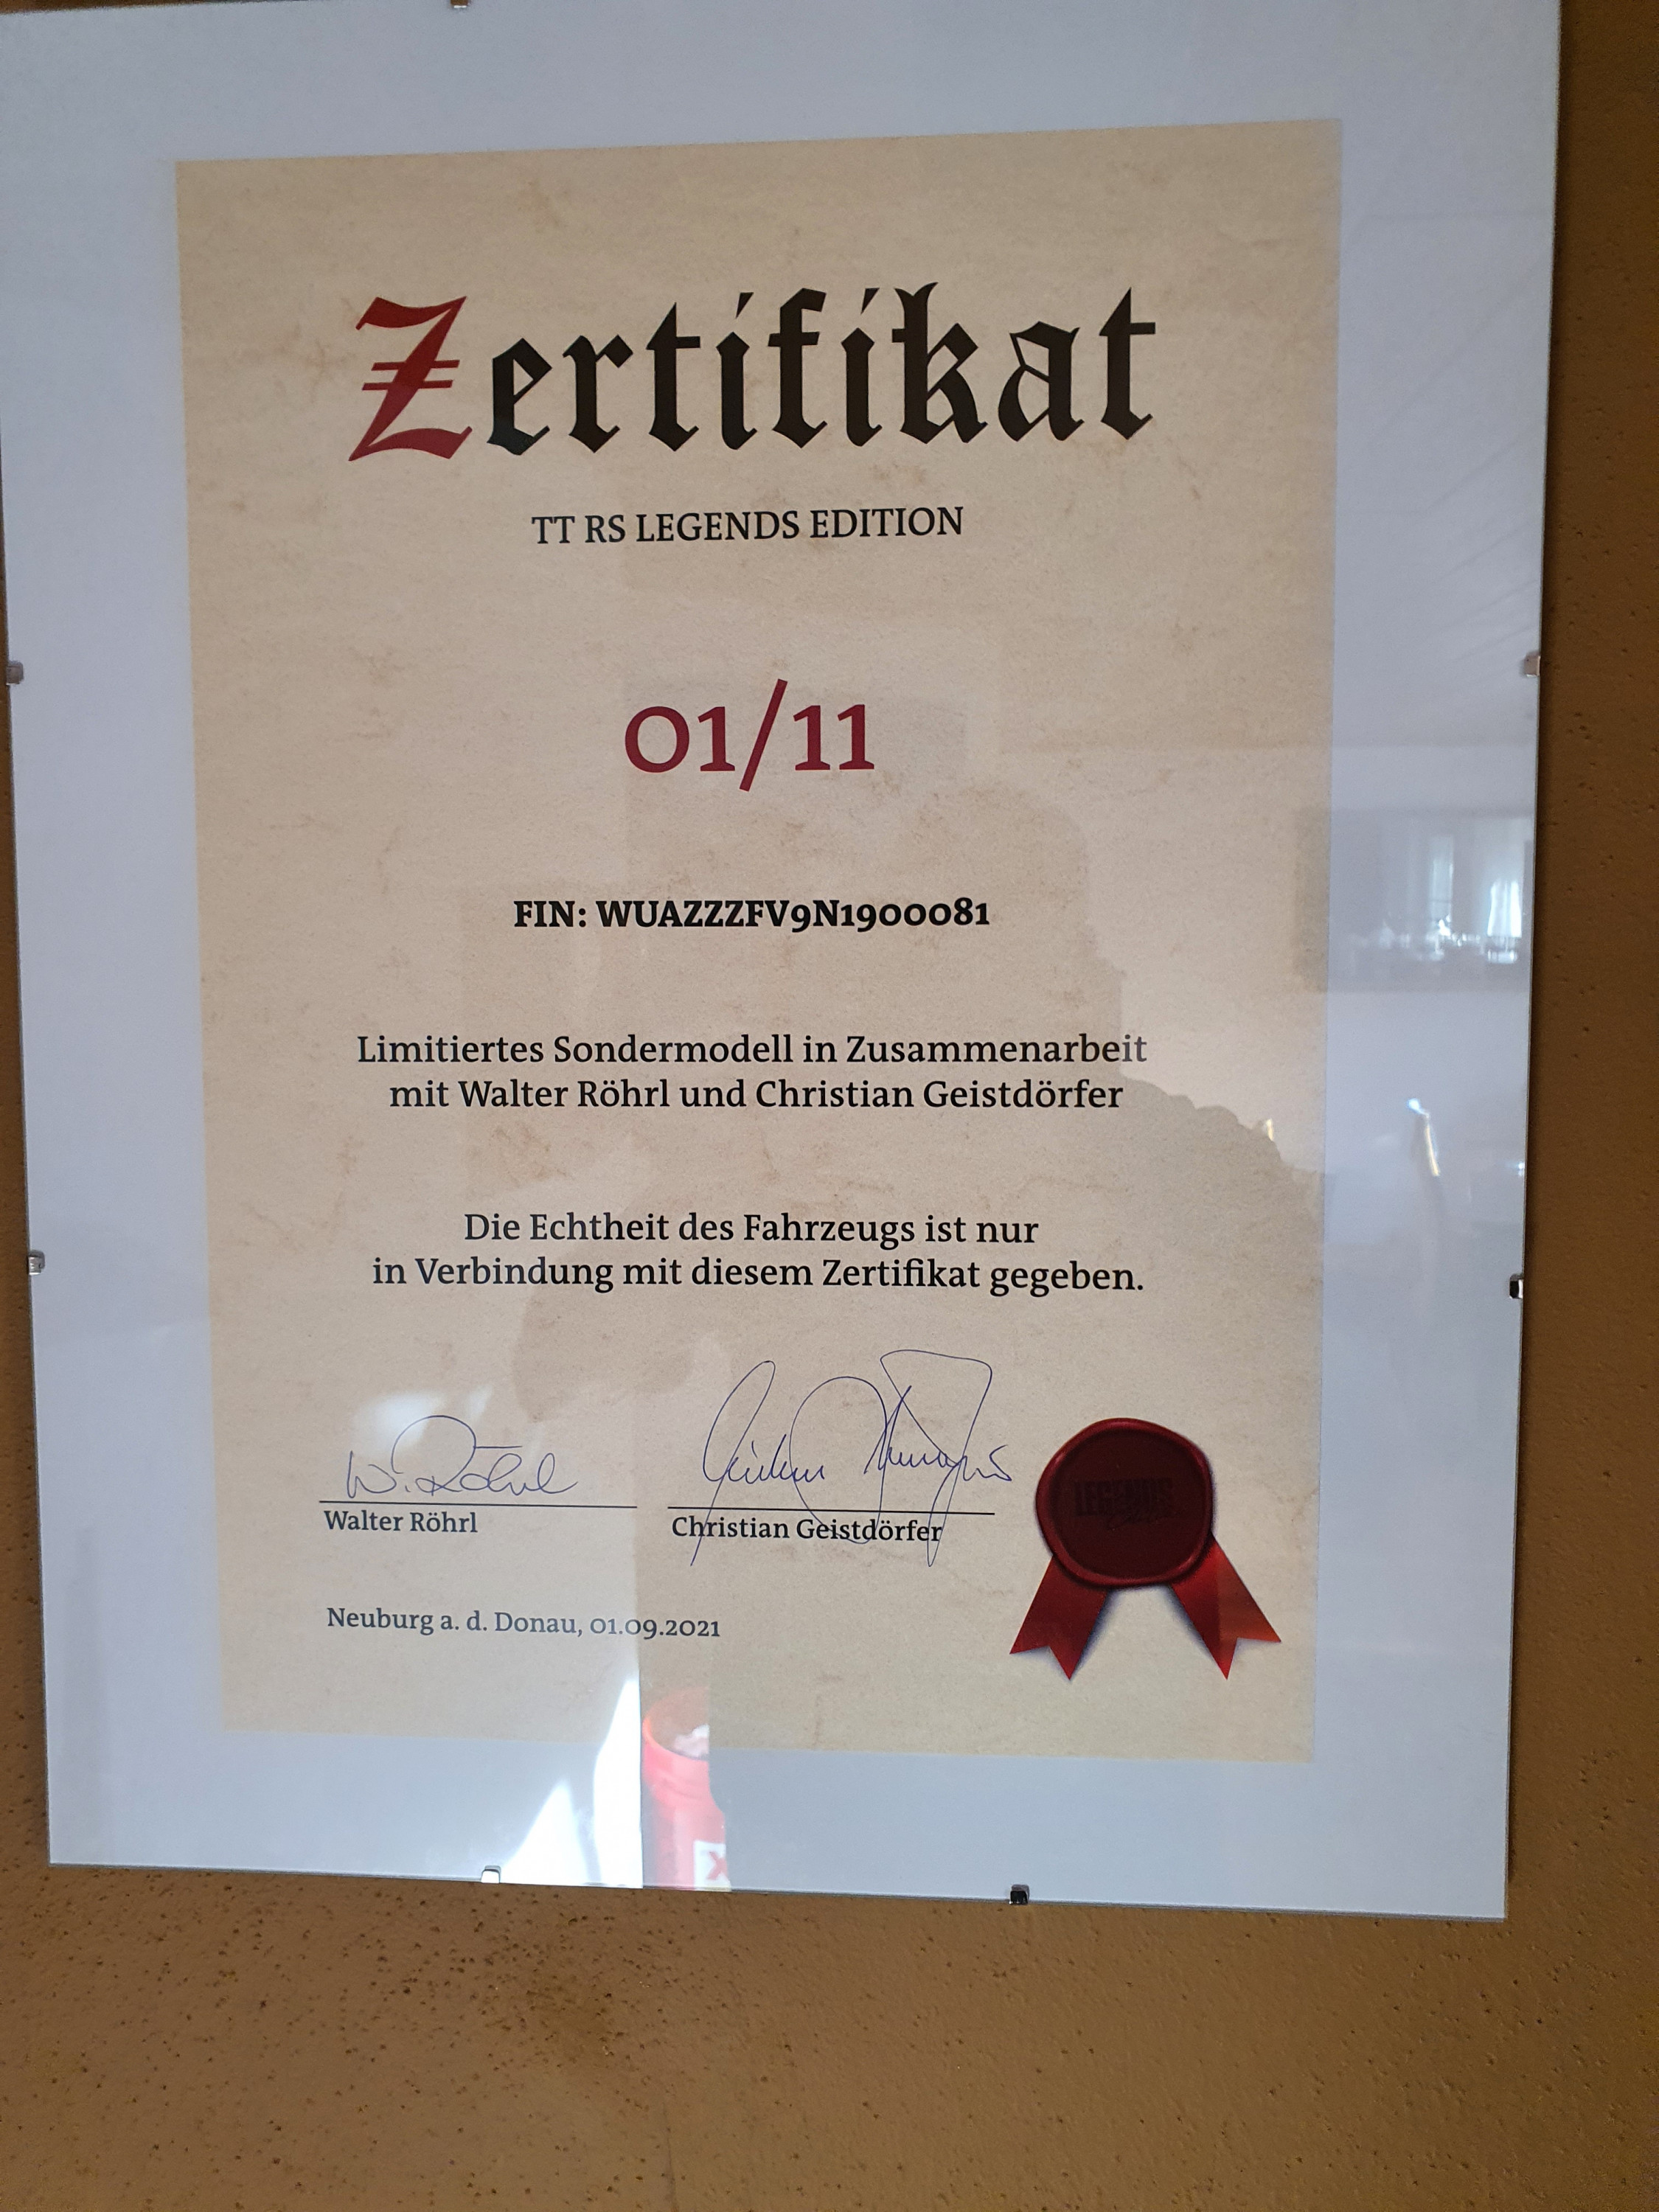 Zertifikat
TT RS LEGENDS EDITION
01/11
FIN: WUAZZZFV9N1900081
Limitiertes Sondermodell in Zusammenarbeit
mit Walter Röhrl und Christian Geistdörfer
Die Echtheit des Fahrzeugs ist nur
in Verbindung mit diesem Zertifikat gegeben.
W. Röhrl
Walter Röhrl
Christian Geistdörfer
LEGENDS
Neuburg a. d. Donau, 01.09.2021